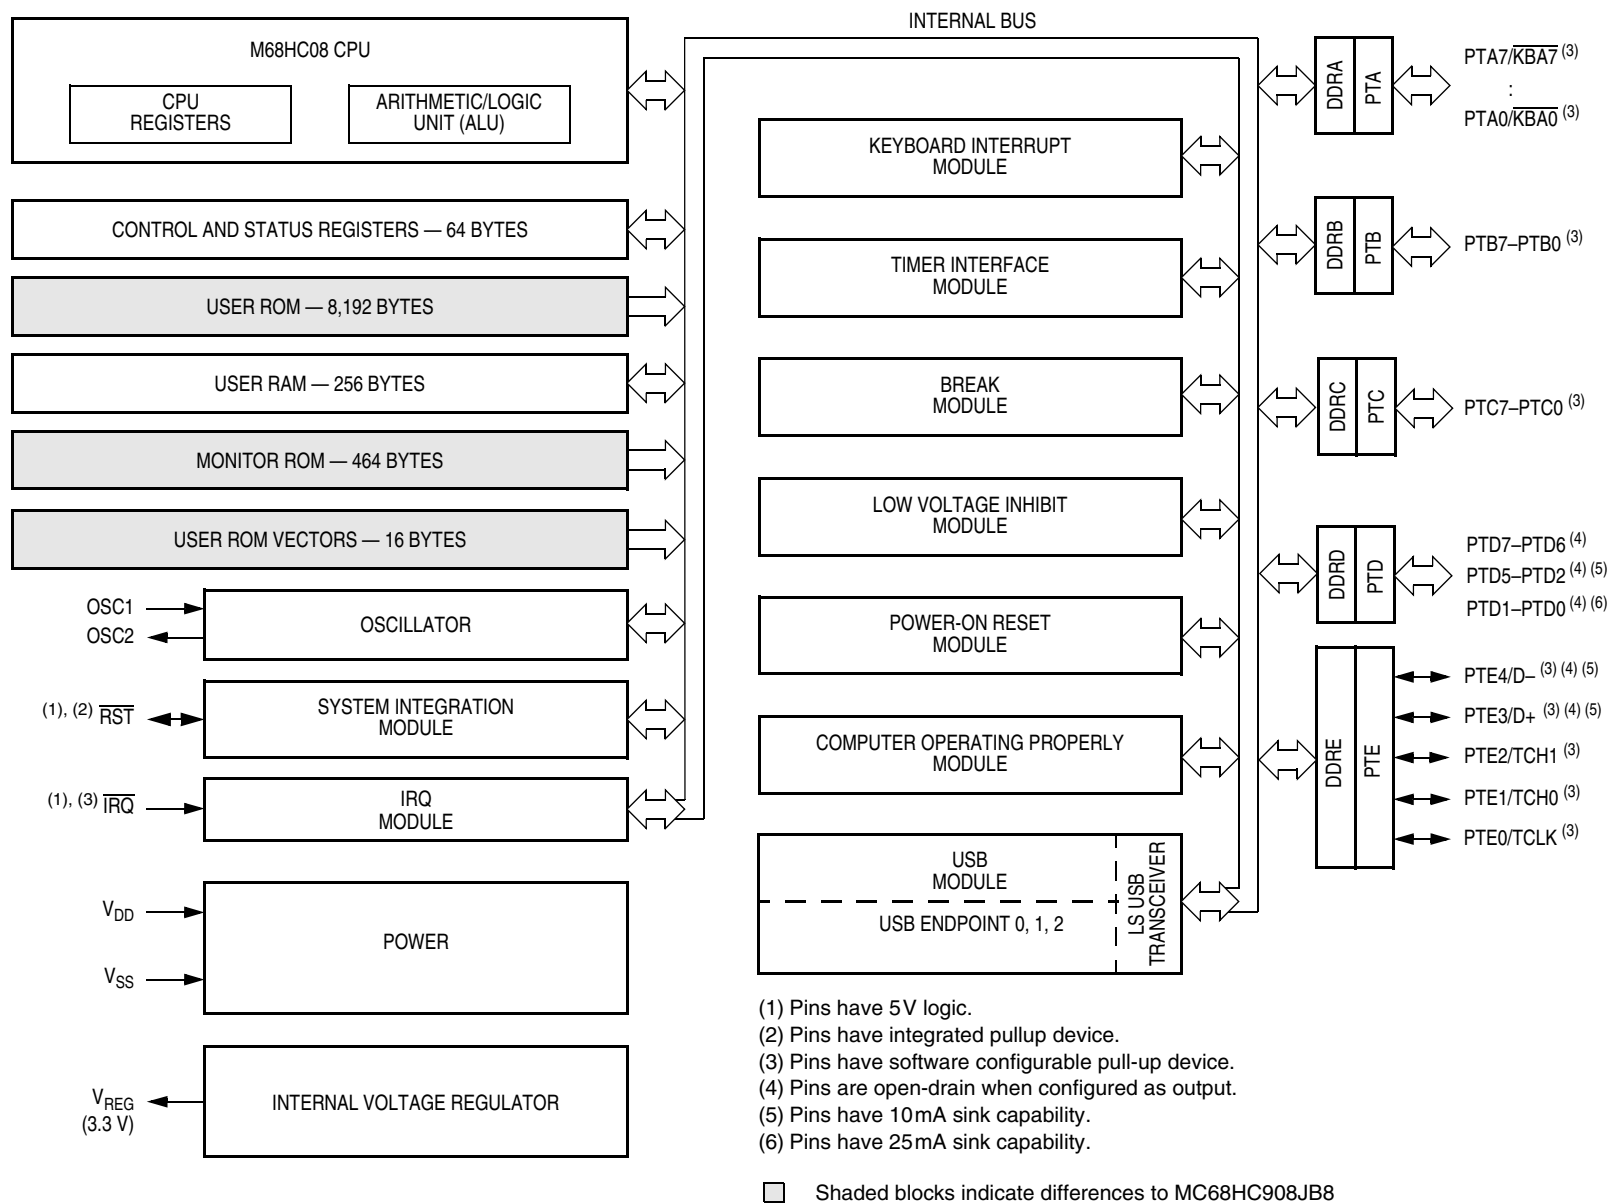 INTERNAL BUS
M68HC08 CPU
CPU
REGISTERS
ARITHMETIC/LOGIC
UNIT (ALU)
CONTROL AND STATUS REGISTERS — 64 BYTES
USER ROM — 8,192 BYTES
USER RAM — 256 BYTES
MONITOR ROM — 464 BYTES
USER ROM VECTORS — 16 BYTES
OSC1
OSC2
OSCILLATOR
(1), (2) RST
SYSTEM INTEGRATION
MODULE
(1), (3) IRQ
IRQ
MODULE
VDD
VSS
POWER
VREG
(3.3 V)
INTERNAL VOLTAGE REGULATOR
KEYBOARD INTERRUPT
MODULE
TIMER INTERFACE
MODULE
BREAK
MODULE
LOW VOLTAGE INHIBIT
MODULE
POWER-ON RESET
MODULE
COMPUTER OPERATING PROPERLY
MODULE
USB
MODULE
USB ENDPOINT 0, 1, 2
LS USB
TRANSCEIVER
DDRA
PTA
PTA7/KBA7 (3)
:
PTA0/KBA0 (3)
DDRB
PTB
PTB7–PTB0 (3)
DDRC
PTC
PTC7–PTC0 (3)
DDRD
PTD
PTD7–PTD6 (4)
PTD5–PTD2 (4) (5)
PTD1–PTD0 (4) (6)
DDRE
PTE
PTE4/D– (3) (4) (5)
PTE3/D+ (3) (4) (5)
PTE2/TCH1 (3)
PTE1/TCH0 (3)
PTE0/TCLK (3)
(1) Pins have 5V logic.
(2) Pins have integrated pullup device.
(3) Pins have software configurable pull-up device.
(4) Pins are open-drain when configured as output.
(5) Pins have 10mA sink capability.
(6) Pins have 25mA sink capability.
Shaded blocks indicate differences to MC68HC908JB8